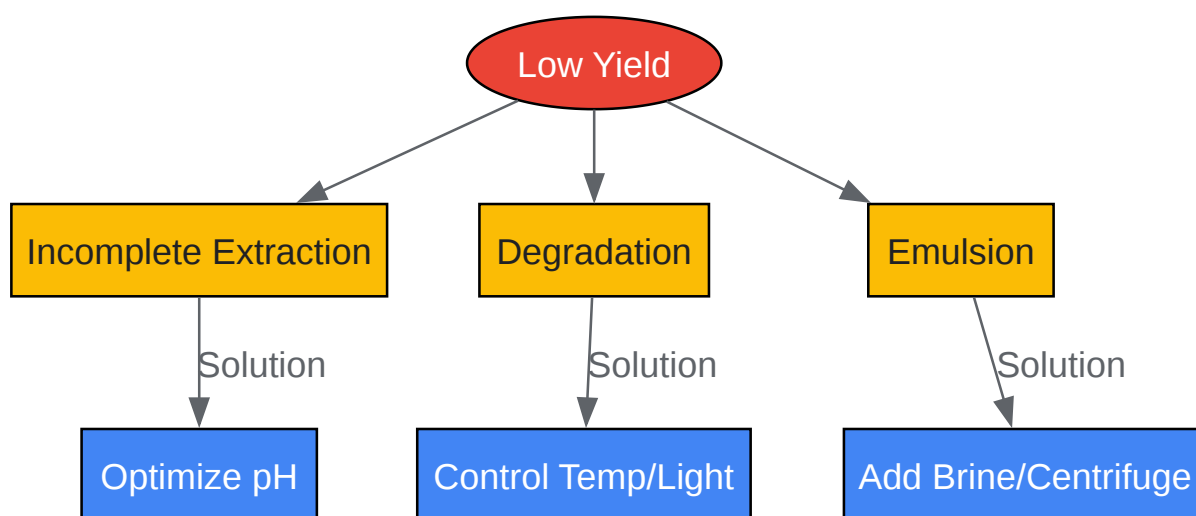 Low Yield
Incomplete Extraction
Degradation
Emulsion
Solution
Solution
Solution
Optimize pH
Control Temp/Light
Add Brine/Centrifuge